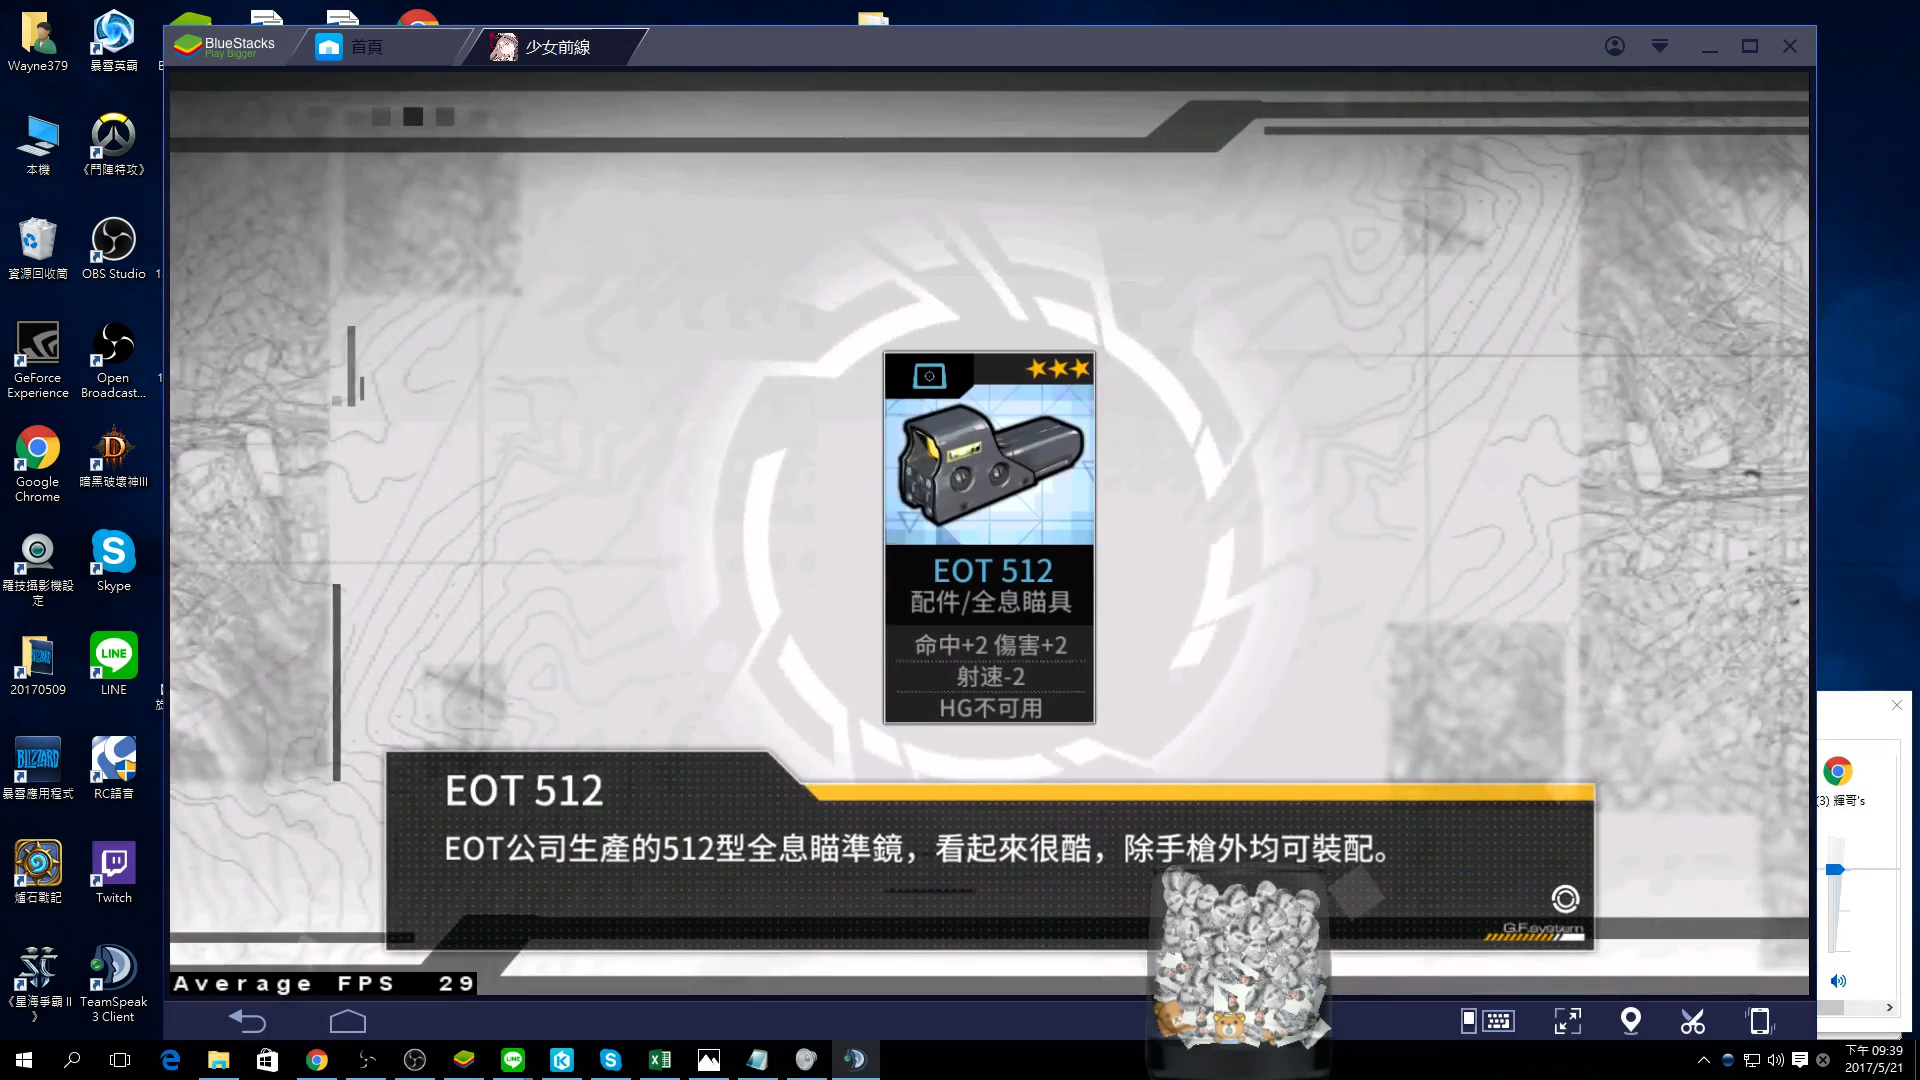 BlueStacks
Play Bigger
首頁
少女前線
Wayne379
暴雪英霸
本機
《鬥陣特攻》
資源回收筒
OBS Studio
GeForce
Experience
Open
Broadcast...
Google
Chrome
暗黑破壞神III
羅技攝影機設
定
Skype
20170509
LINE
LINE
BLIZZARD
暴雪應用程式
RC語音
爐石戰記
Twitch
《星海爭霸 II
》
TeamSpeak
3 Client
EOT 512
配件/全息瞄具
命中+2 傷害+2
射速-2
HG不可用
EOT 512
EOT公司生產的512型全息瞄準鏡，看起來很酷，除手槍外均可裝配。
G.F.system
Average FPS 29
(3) 輝哥's
下午 09:39
2017/5/21